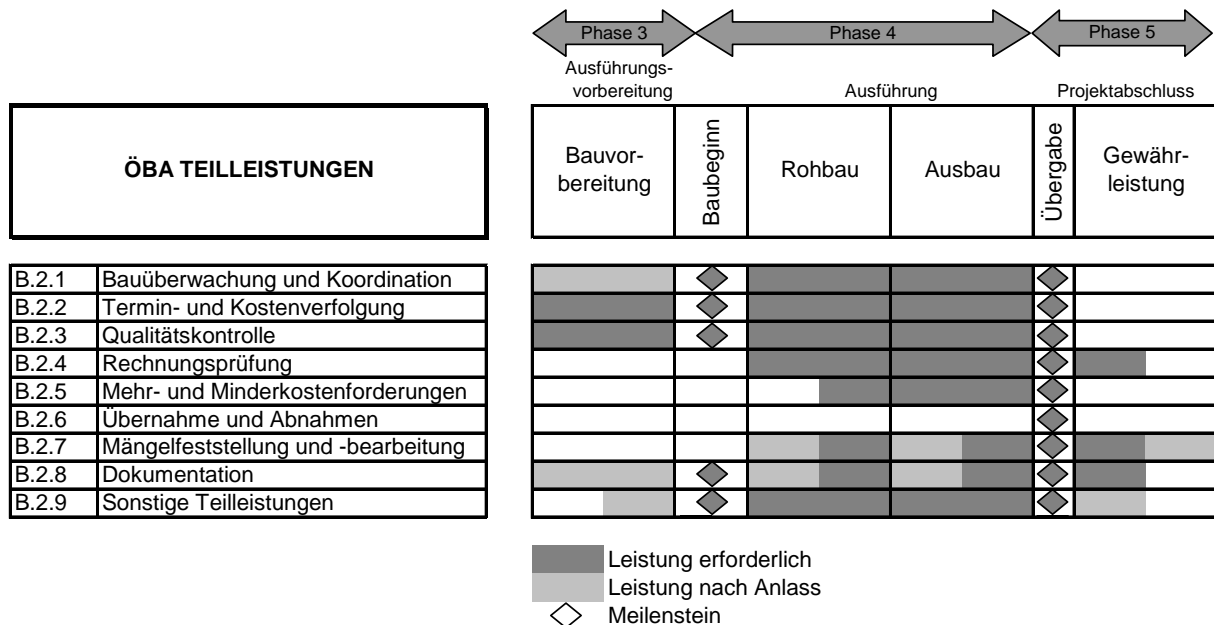 Phase 3
Phase 4
Phase 5
Ausführungs-
vorbereitung
Ausführung
Projektabschluss
ÖBA TEILLEISTUNGEN
Bauvor-
bereitung
Baubeginn
Rohbau
Ausbau
Übergabe
Gewähr-
leistung
B.2.1 Bauüberwachung und Koordination
B.2.2 Termin- und Kostenverfolgung
B.2.3 Qualitätskontrolle
B.2.4 Rechnungsprüfung
B.2.5 Mehr- und Minderkostenforderungen
B.2.6 Übernahme und Abnahmen
B.2.7 Mängelfeststellung und -bearbeitung
B.2.8 Dokumentation
B.2.9 Sonstige Teilleistungen
Leistung erforderlich
Leistung nach Anlass
Meilenstein